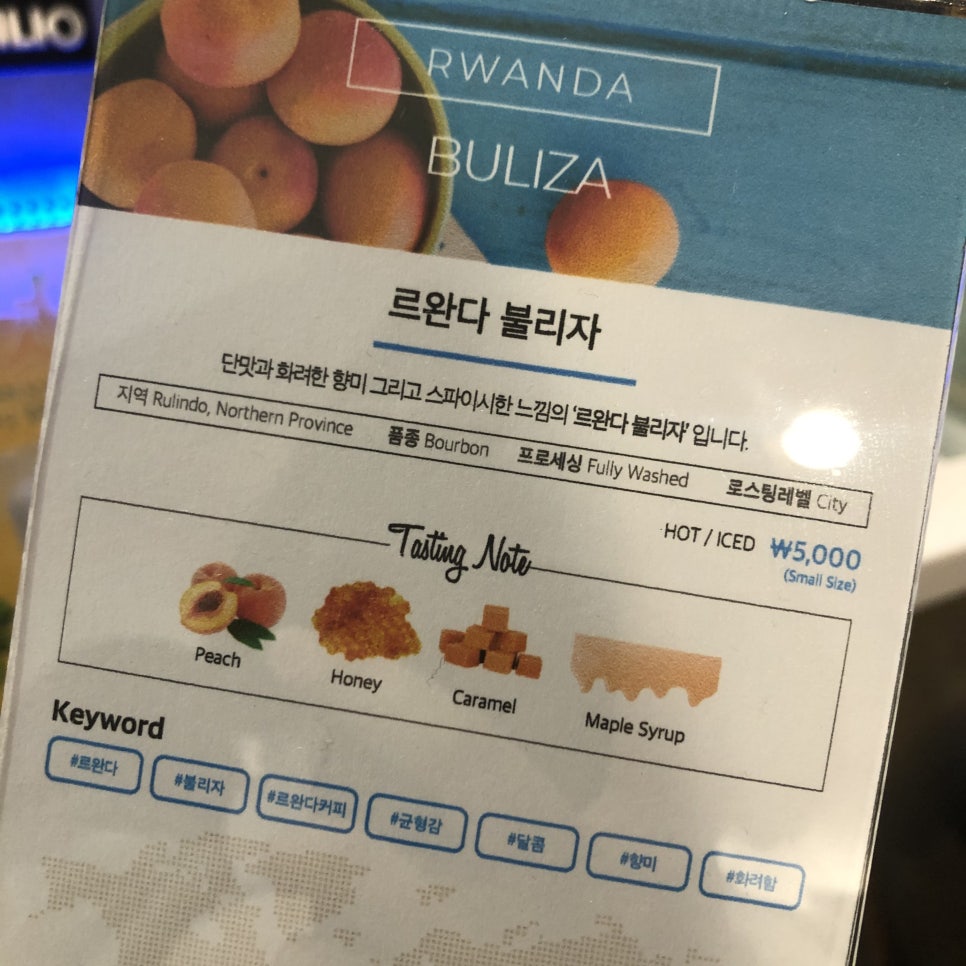 RWANDA
BULIZA
르완다 불리자
단맛과 화려한 향미 그리고 스파이시한 느낌의 '르완다 불리자' 입니다.
지역 Rulindo, Northern Province 품종 Bourbon 프로세싱 Fully Washed 로스팅레벨 City
HOT / ICED ₩5,000
(Small Size)
Tasting Note
Peach Honey Caramel Maple Syrup
Keyword
#르완다 #불리자 #르완다커피 #균형감 #달콤 #향미 #화려함